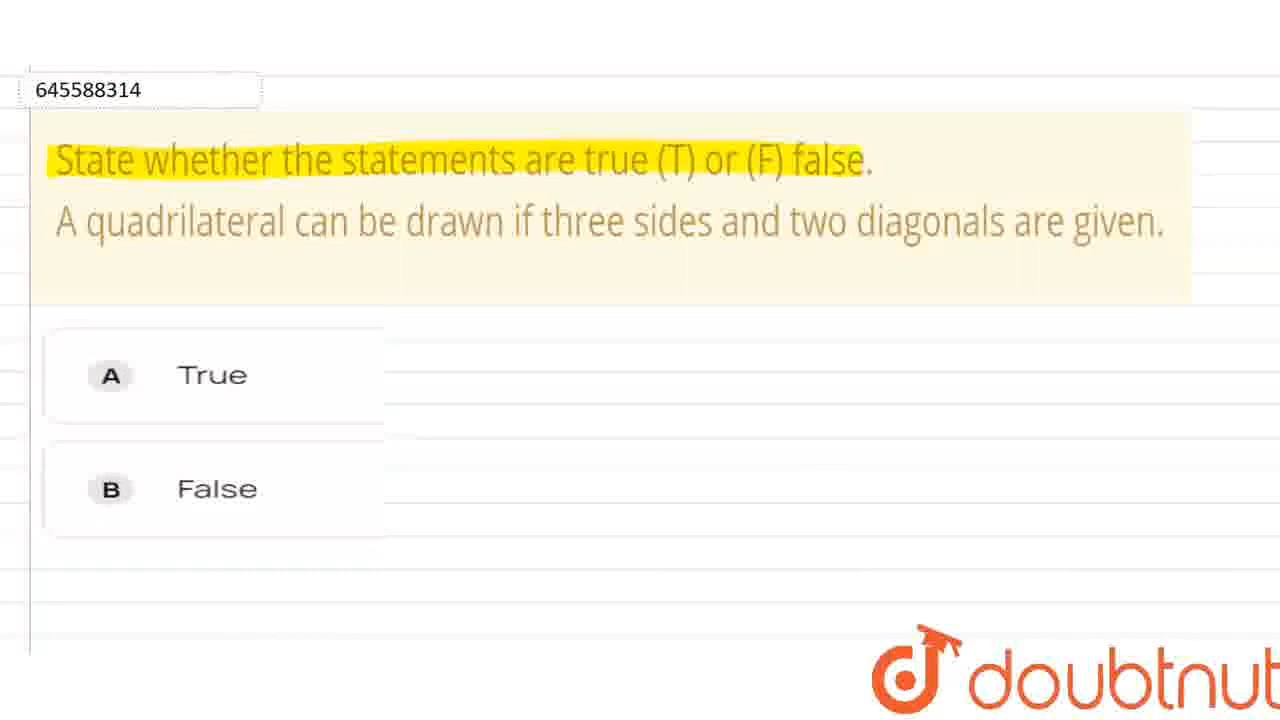 645588314
State whether the statements are true (T) or (F) false.
A quadrilateral can be drawn if three sides and two diagonals are given.
A True
B False
doubtnut